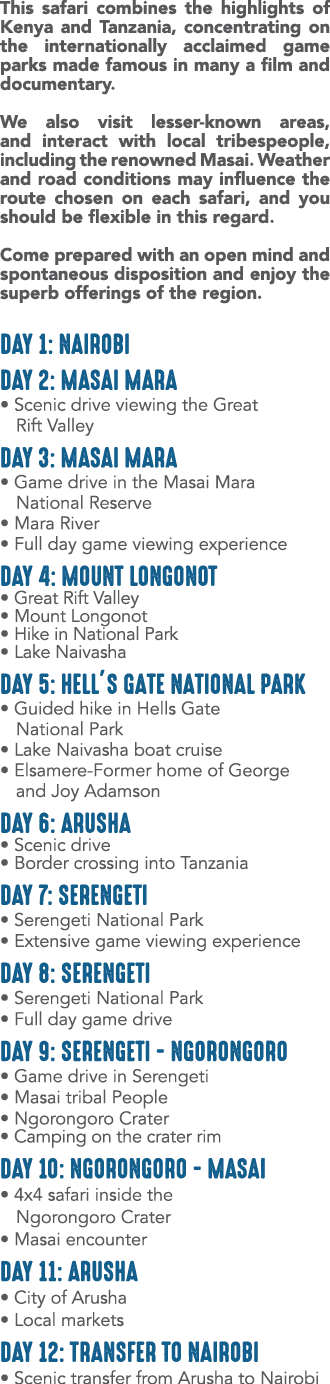 This safari combines the highlights of
Kenya and Tanzania, concentrating on
the internationally acclaimed game
parks made famous in many a film and
documentary.
We also visit lesser-known areas,
and interact with local tribespeople,
including the renowned Masai. Weather
and road conditions may influence the
route chosen on each safari, and you
should be flexible in this regard.
Come prepared with an open mind and
spontaneous disposition and enjoy the
superb offerings of the region.
DAY 1: NAIROBI
DAY 2: MASAI MARA
• Scenic drive viewing the Great
Rift Valley
DAY 3: MASAI MARA
• Game drive in the Masai Mara
National Reserve
• Mara River
• Full day game viewing experience
DAY 4: MOUNT LONGONOT
• Great Rift Valley
• Mount Longonot
• Hike in National Park
• Lake Naivasha
DAY 5: HELL'S GATE NATIONAL PARK
• Guided hike in Hells Gate
National Park
• Lake Naivasha boat cruise
• Elsamere-Former home of George
and Joy Adamson
DAY 6: ARUSHA
• Scenic drive
• Border crossing into Tanzania
DAY 7: SERENGETI
• Serengeti National Park
• Extensive game viewing experience
DAY 8: SERENGETI
• Serengeti National Park
• Full day game drive
DAY 9: SERENGETI - NGORONGORO
• Game drive in Serengeti
• Masai tribal People
• Ngorongoro Crater
• Camping on the crater rim
DAY 10: NGORONGORO - MASAI
• 4x4 safari inside the
Ngorongoro Crater
• Masai encounter
DAY 11: ARUSHA
• City of Arusha
• Local markets
DAY 12: TRANSFER TO NAIROBI
• Scenic transfer from Arusha to Nairobi